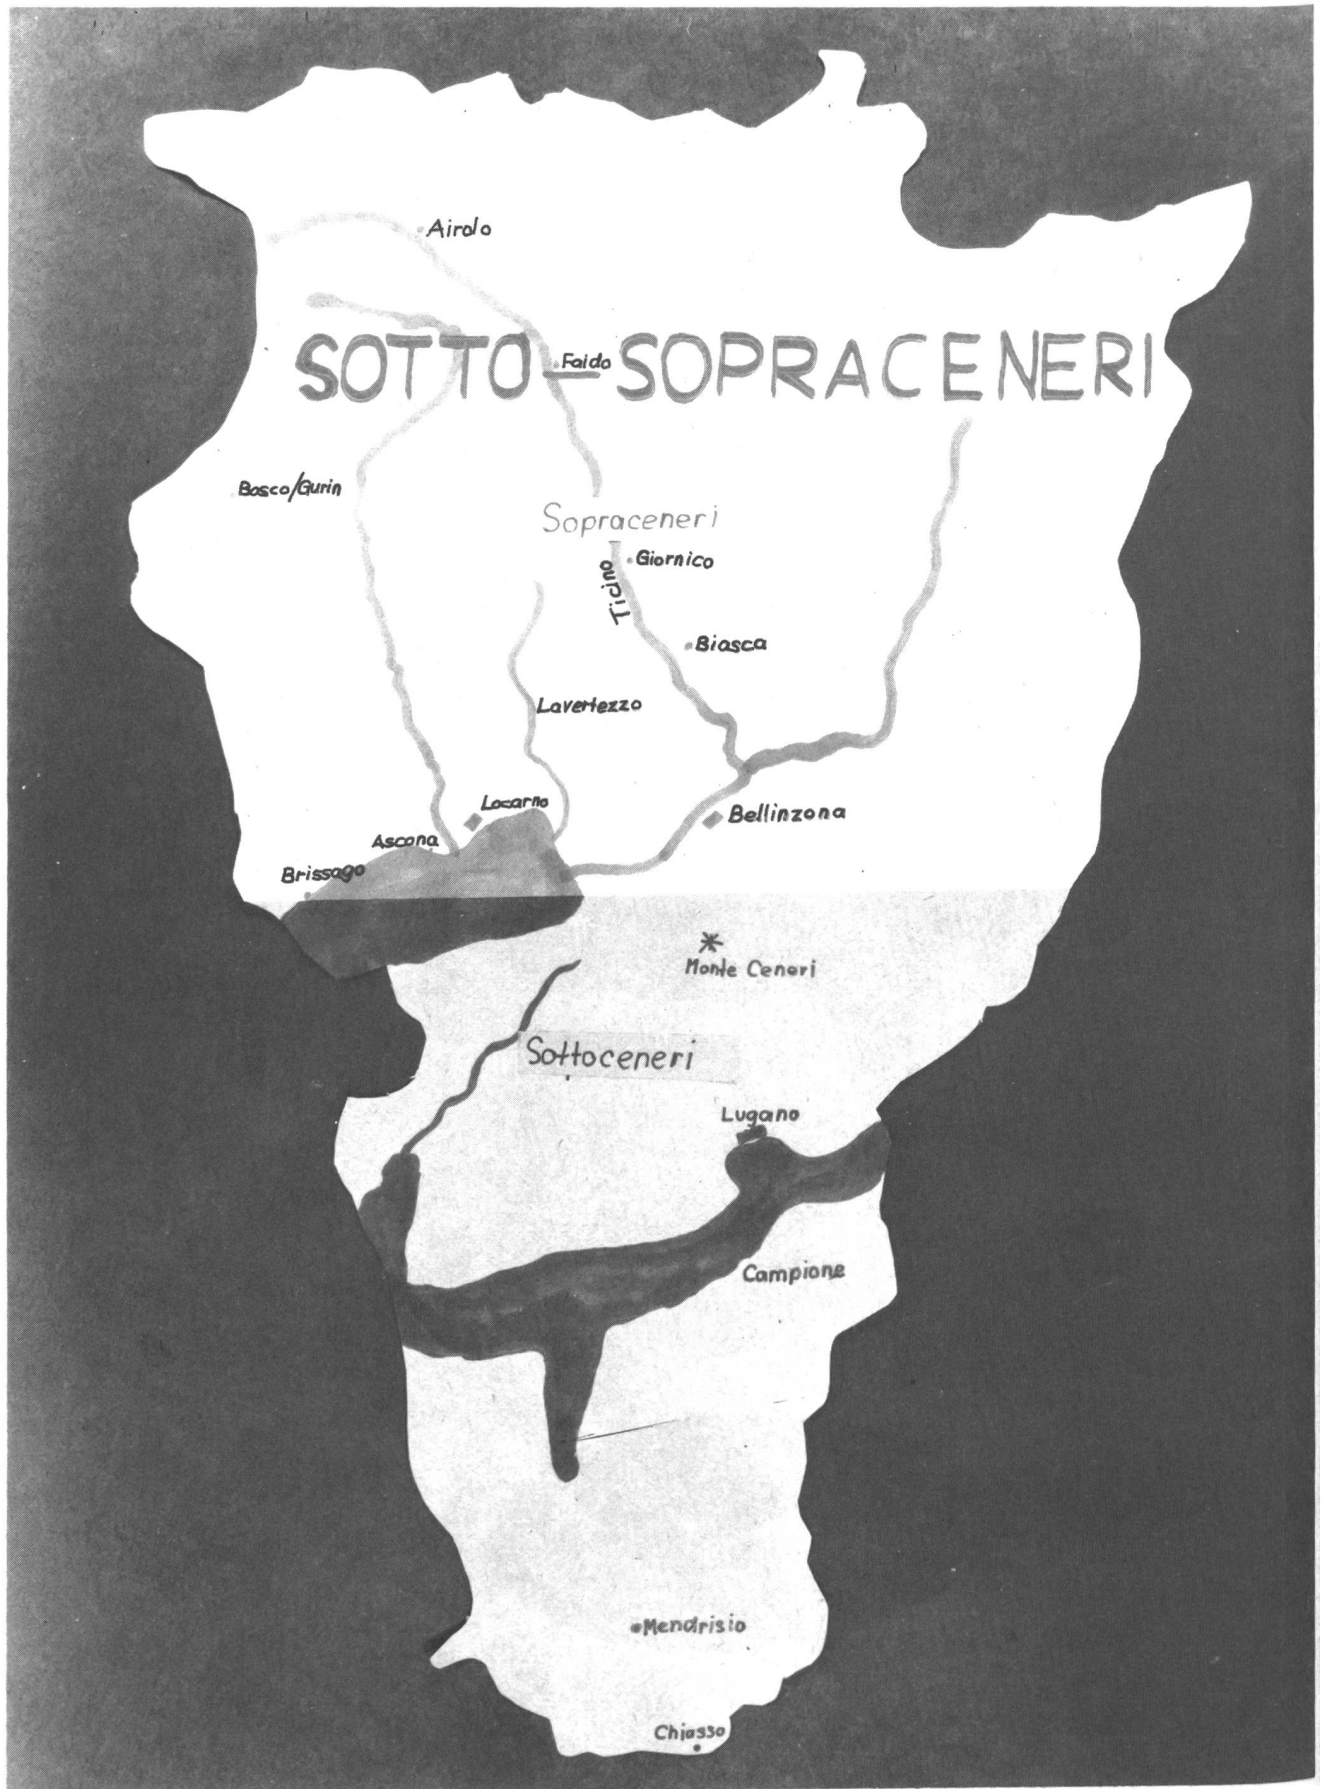 Airolo
SOTTO-SOPRACENERI
Faido
Bosco/Gurin
Sopraceneri
Giornico
Ticino
Biasca
Lavertezzo
Locarno
Bellinzona
Ascona
Brissago
Monte Ceneri
Sottoceneri
Lugano
Campione
Mendrisio
Chiasso